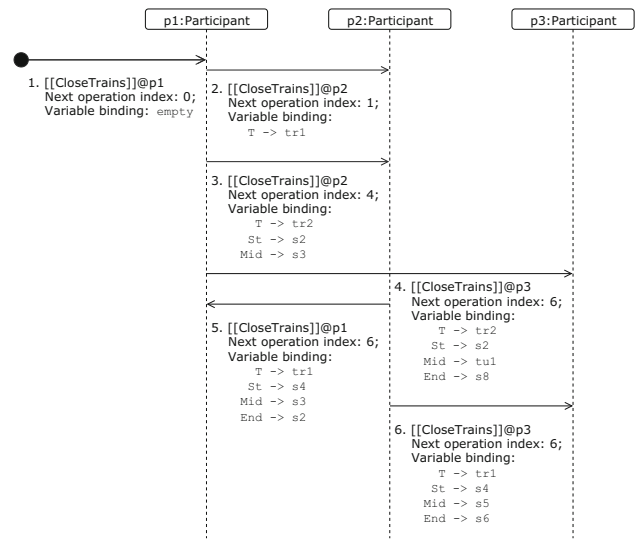 p1:Participant
p2:Participant
p3:Participant
1. [[CloseTrains]]@p1
Next operation index: 0;
Variable binding: empty
2. [[CloseTrains]]@p2
Next operation index: 1;
Variable binding:
T -> tr1
3. [[CloseTrains]]@p2
Next operation index: 4;
Variable binding:
T -> tr2
St -> s2
Mid -> s3
4. [[CloseTrains]]@p3
Next operation index: 6;
Variable binding:
T -> tr2
St -> s2
Mid -> tu1
End -> s8
5. [[CloseTrains]]@p1
Next operation index: 6;
Variable binding:
T -> tr1
St -> s4
Mid -> s3
End -> s2
6. [[CloseTrains]]@p3
Next operation index: 6;
Variable binding:
T -> tr1
St -> s4
Mid -> s5
End -> s6